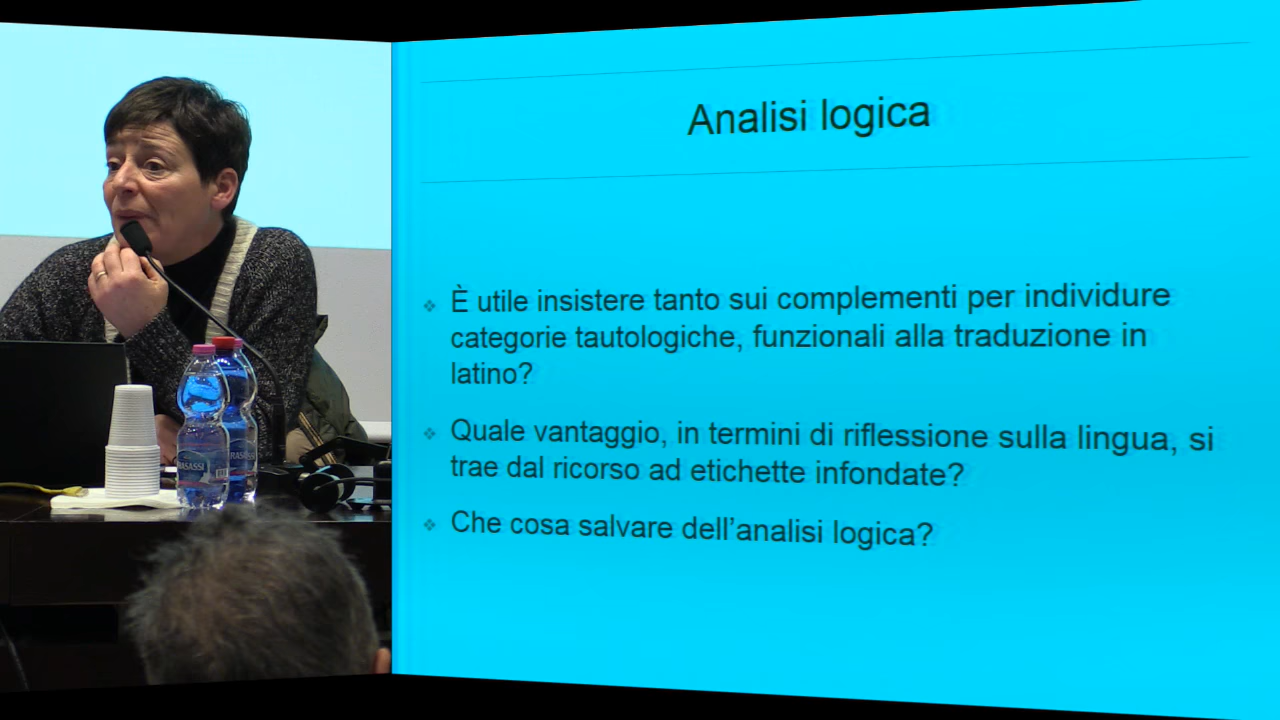 Analisi logica
È utile insistere tanto sui complementi per individure
categorie tautologiche, funzionali alla traduzione in
latino?
Quale vantaggio, in termini di riflessione sulla lingua, si
trae dal ricorso ad etichette infondate?
Che cosa salvare dell'analisi logica?